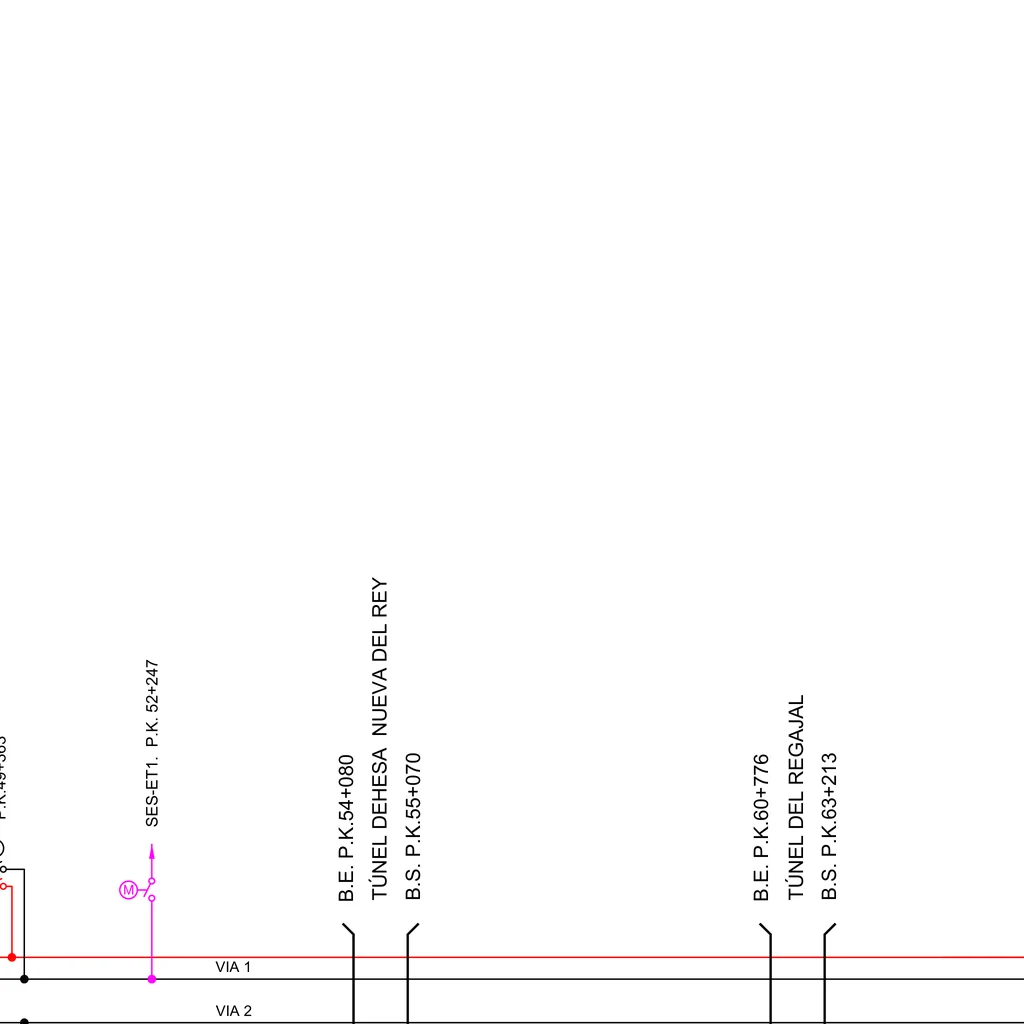 SES-ET1. P.K. 52+247
M
B.E. P.K.54+080
TÚNEL DEHESA NUEVA DEL REY
B.S. P.K.55+070
B.E. P.K.60+776
TÚNEL DEL REGAJAL
B.S. P.K.63+213
VIA 1
VIA 2